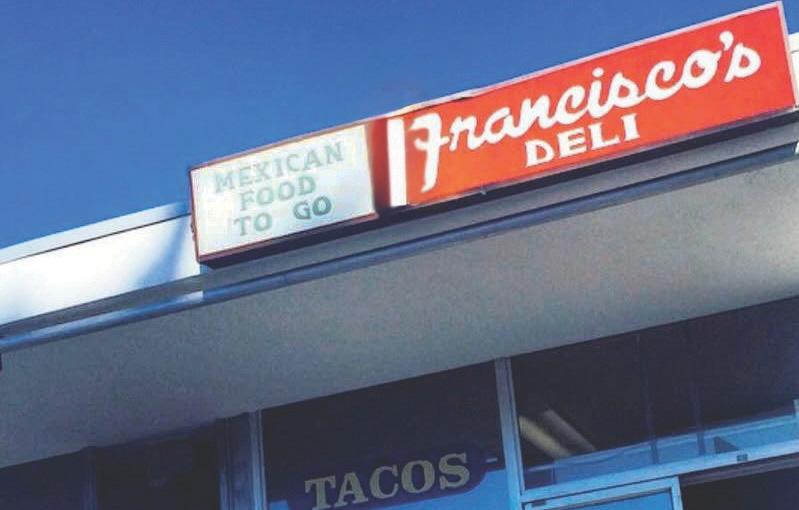 MEXICAN
FOOD
TO GO
Francisco's
DELI
TACOS